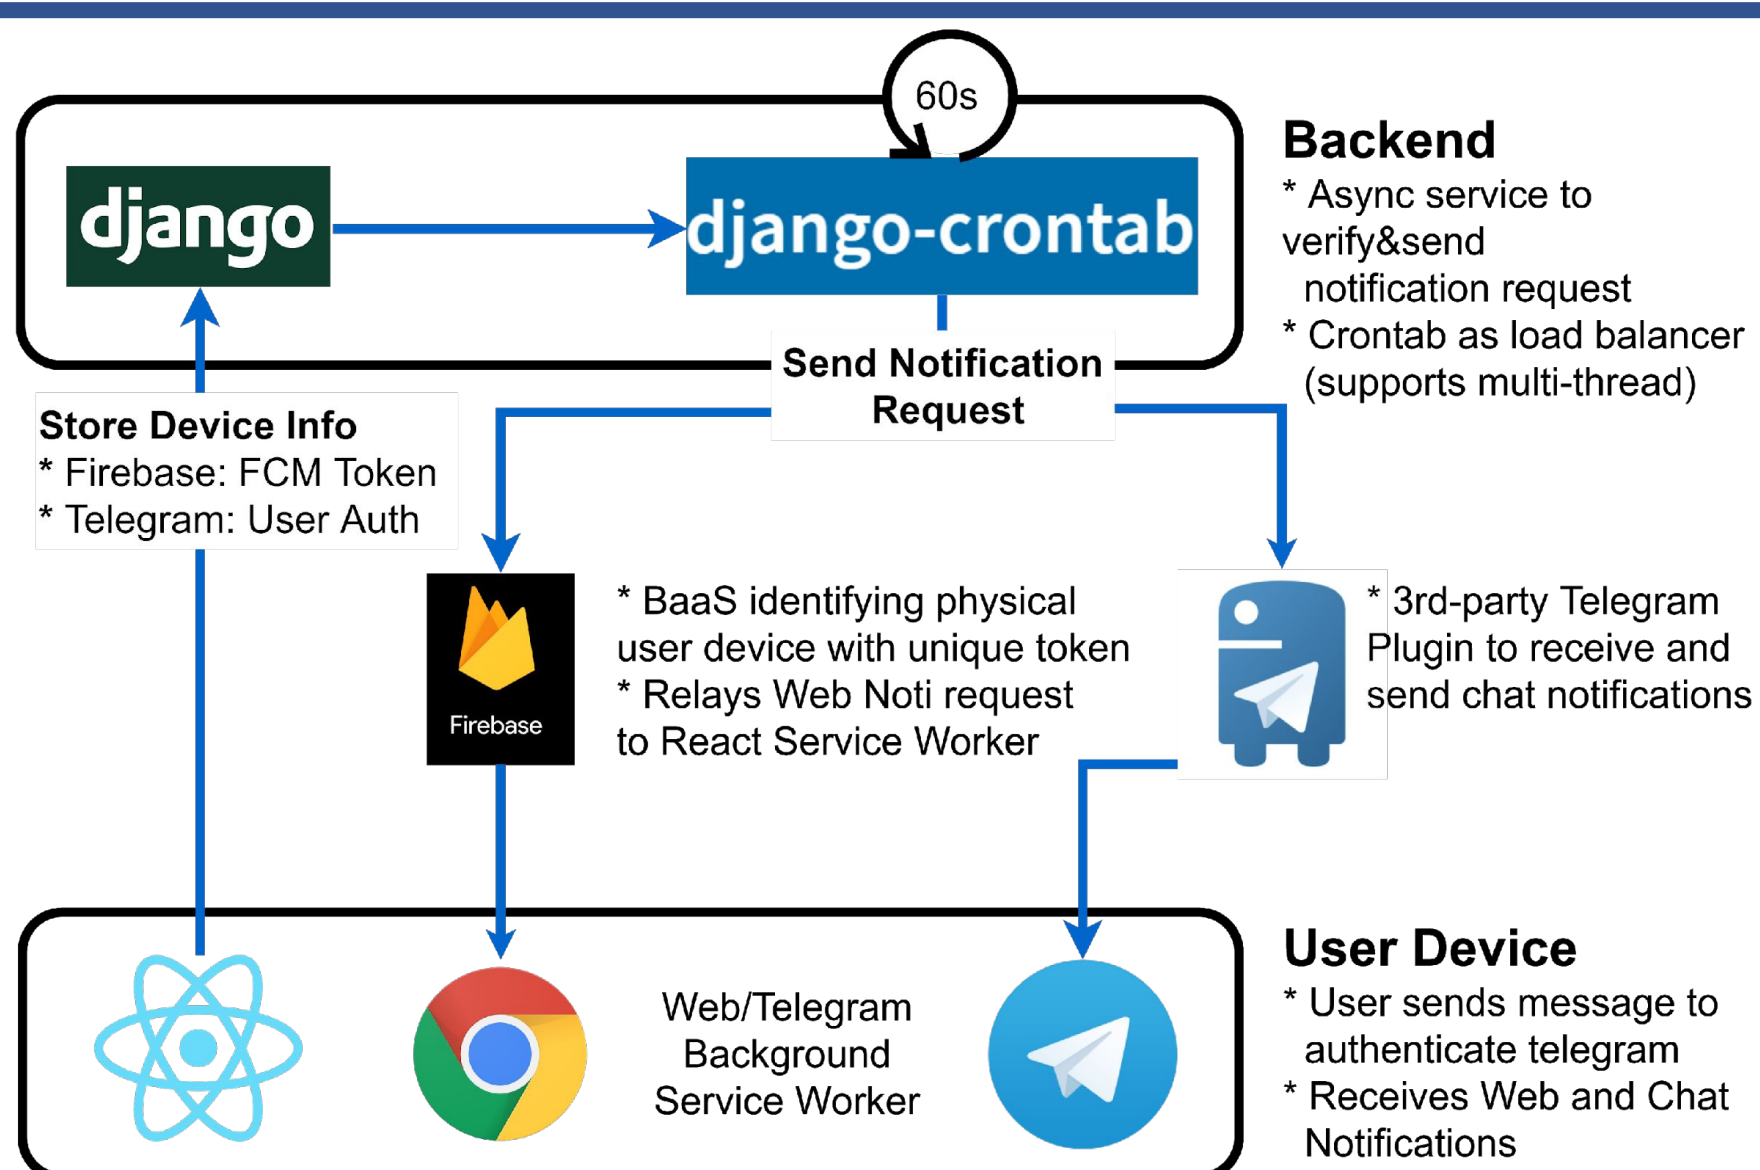 60s
django
django-crontab
Backend
* Async service to
verify&send
notification request
* Crontab as load balancer
(supports multi-thread)
Send Notification
Request
Store Device Info
* Firebase: FCM Token
* Telegram: User Auth
Firebase
* BaaS identifying physical
user device with unique token
* Relays Web Noti request
to React Service Worker
* 3rd-party Telegram
Plugin to receive and
send chat notifications
Web/Telegram
Background
Service Worker
User Device
* User sends message to
authenticate telegram
* Receives Web and Chat
Notifications